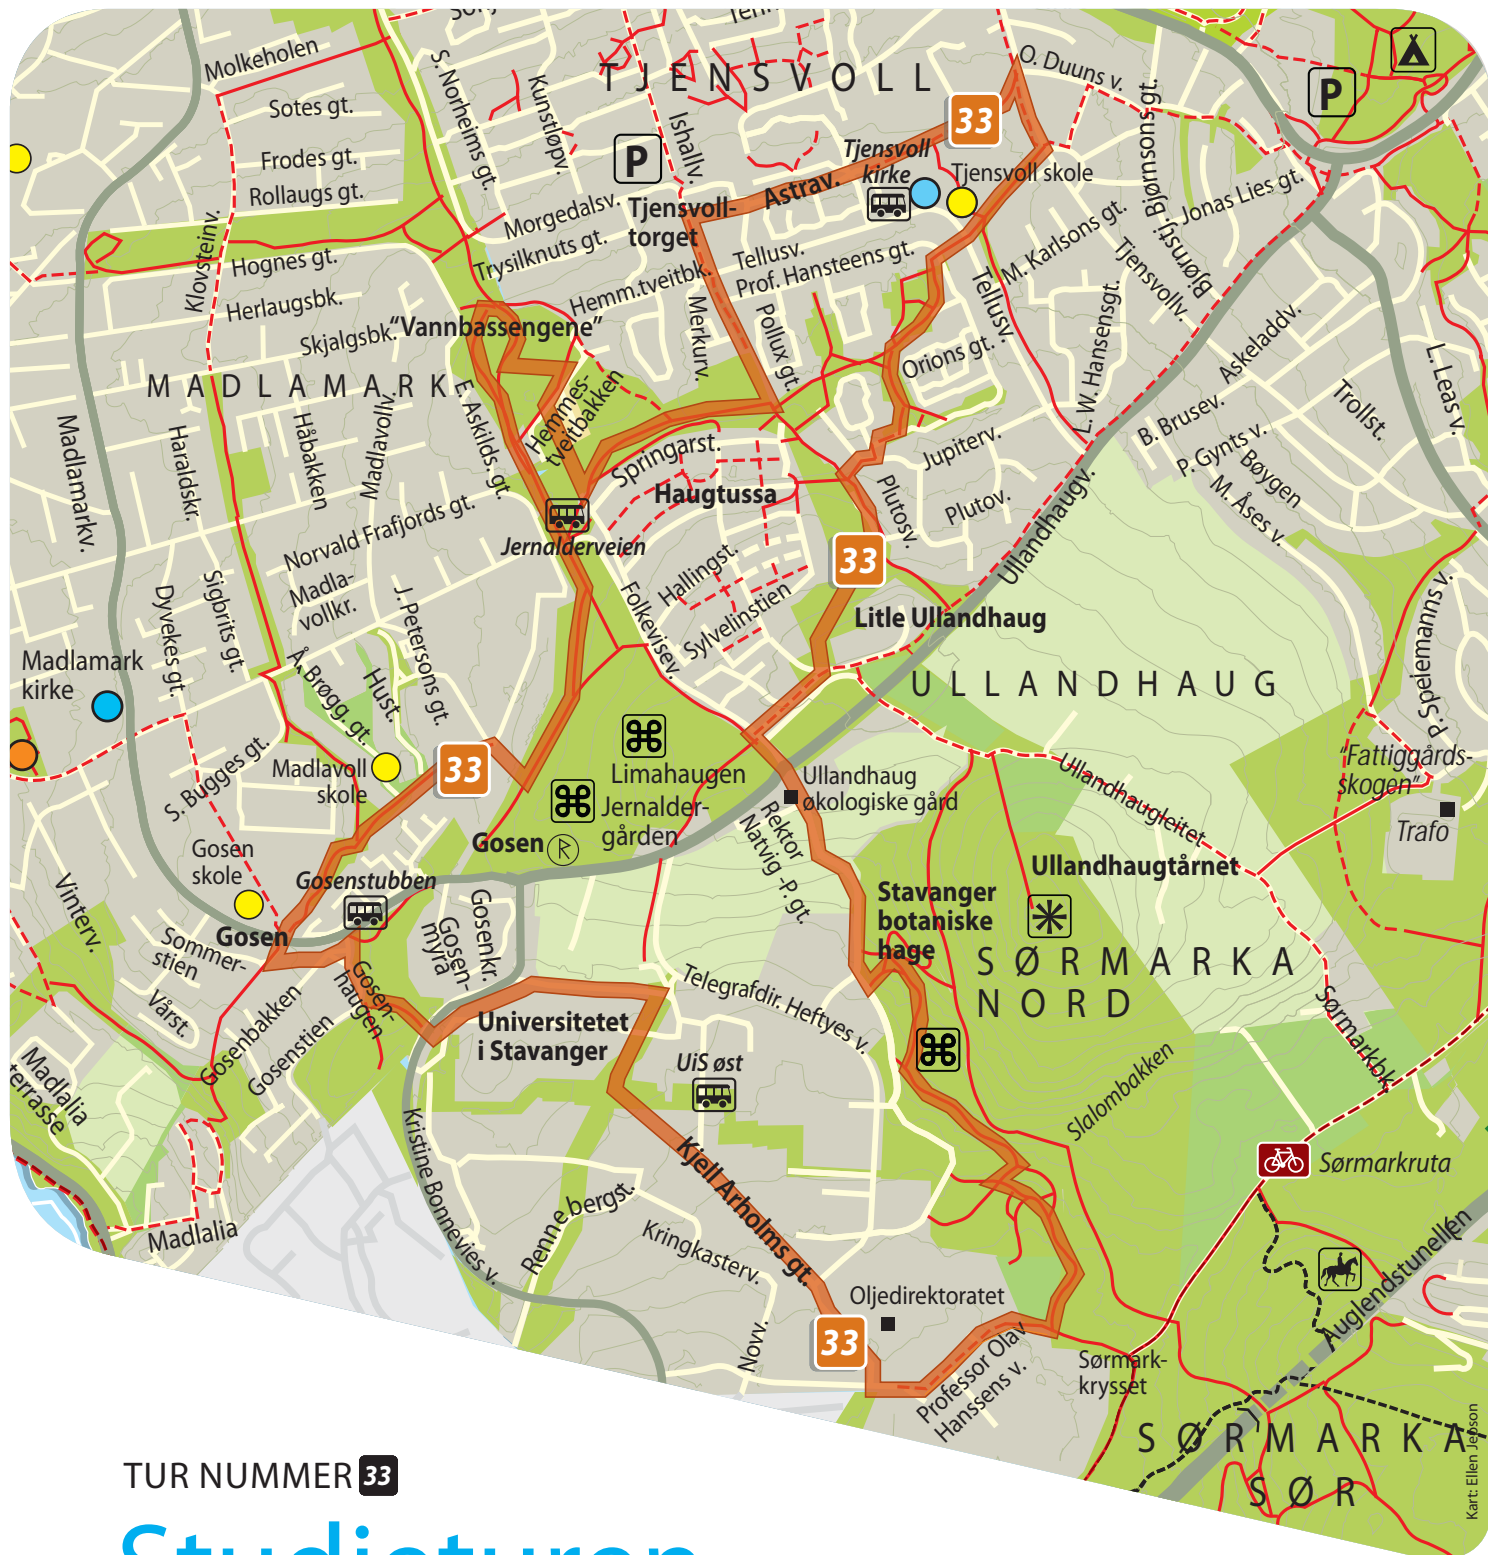 Molkeholen
Sotes gt.
Frodes gt.
Rollaugs gt.
Klovsteinv.
Hognes gt.
Herlaugsbk.
Skjalgsbk.
S. Norheims gt.
Kunstløpv.
Ishallv.
TJENSVOLL
P
Morgedalsv.
Trysilknuts gt.
Hemm.tveitbk.
Tjensvoll-
torget
Astrav.
33
Tjensvoll
kirke
Tjensvoll skole
O. Duuns v.
Bjørnstj. Bjørnsons gt.
P
Jonas Lies gt.
M. Karlsons gt.
Tjensvollv.
Tellusv.
Prof. Hansteens gt.
Tellusv.
Merkurv.
Pollux gt.
Orions gt.
L. W. Hansensgt.
Askeladdv.
B. Brusev.
P. Gynts v.
Bøygen
M. Åses v.
Trollst.
L. Leas v.
"Vannbassengene"
MADLAMARK
E. Askilds. gt.
Hemmes-
tveitbakken
Madlamarkv.
Haraldskr.
Håbakken
Madlavollv.
Norvald Frafjords gt.
Springarst.
Haugtussa
Jupiterv.
Plutov.
Plutosv.
Ullandhaugv.
Jernalderveien
33
Hallingst.
Sylvelinstien
Folkevisev.
Litle Ullandhaug
Dyvekes gt.
Sigbrits gt.
Madla-
vollkr.
J. Petersons gt.
Å. Brøgg. gt.
Hust.
Madlamark
kirke
ULLANDHAUG
P. Spelemanns v.
S. Bugges gt.
Madlavoll
skole
33
Limahaugen
Jernalder-
gården
Gosen
Ullandhaug
økologiske gård
Rektor
Natvig -P. gt.
Ullandhaugleitet
"Fattiggårds-
skogen"
Trafo
Gosen
skole
Gosenstubben
Gosen
Vinterv.
Sommer-
stien
Vårst.
Gosenkr.
Gosen-
myra
Gosen-
haugen
Gosenbakken
Gosenstien
Stavanger
botaniske
hage
Ullandhaugtårnet
SØRMARKA
NORD
Telegrafdir. Heftyes v.
Universitetet
i Stavanger
UiS øst
Sørmarkbk.
Slalombakken
Madlalia
terrasse
Madlalia
Kristine Bonnevies v.
Rennebergst.
Kjell Arholms gt.
Kringkasterv.
Novv.
Sørmarkruta
Auglendstunellen
Oljedirektoratet
33
Professor Olav
Hanssens v.
Sørmark-
krysset
SØRMARKA
SØR
Kart: Ellen Jepson
TUR NUMMER 33
Studieturen